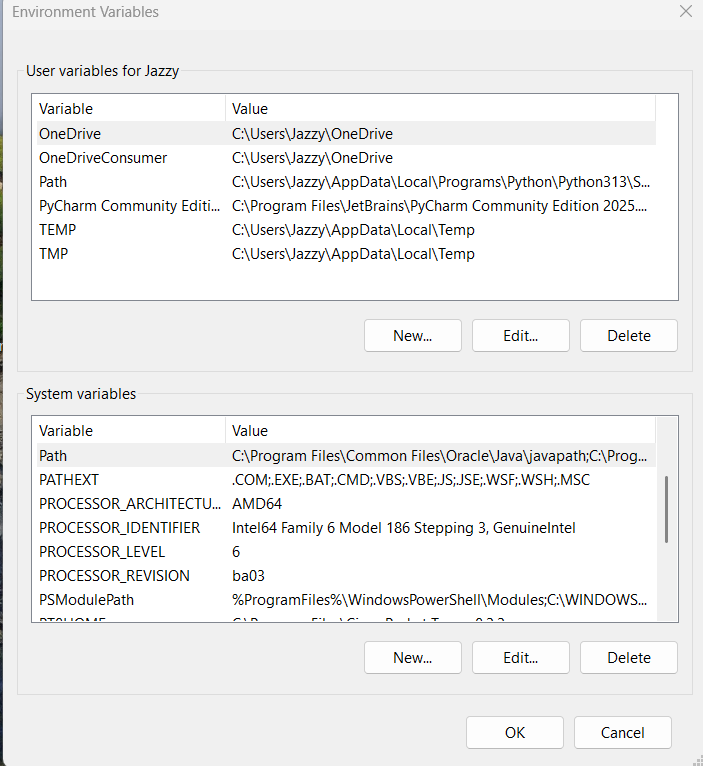 Environment Variables
User variables for Jazzy
Variable Value
OneDrive C:\Users\Jazzy\OneDrive
OneDriveConsumer C:\Users\Jazzy\OneDrive
Path C:\Users\Jazzy\AppData\Local\Programs\Python\Python313\S...
PyCharm Community Editi... C:\Program Files\JetBrains\PyCharm Community Edition 2025....
TEMP C:\Users\Jazzy\AppData\Local\Temp
TMP C:\Users\Jazzy\AppData\Local\Temp
New... Edit... Delete
System variables
Variable Value
Path C:\Program Files\Common Files\Oracle\Java\javapath;C:\Prog...
PATHEXT .COM;.EXE;.BAT;.CMD;.VBS;.VBE;.JS;.JSE;.WSF;.WSH;.MSC
PROCESSOR_ARCHITECTU... AMD64
PROCESSOR_IDENTIFIER Intel64 Family 6 Model 186 Stepping 3, GenuineIntel
PROCESSOR_LEVEL 6
PROCESSOR_REVISION ba03
PSModulePath %ProgramFiles%\WindowsPowerShell\Modules;C:\WINDOWS...
New... Edit... Delete
OK Cancel